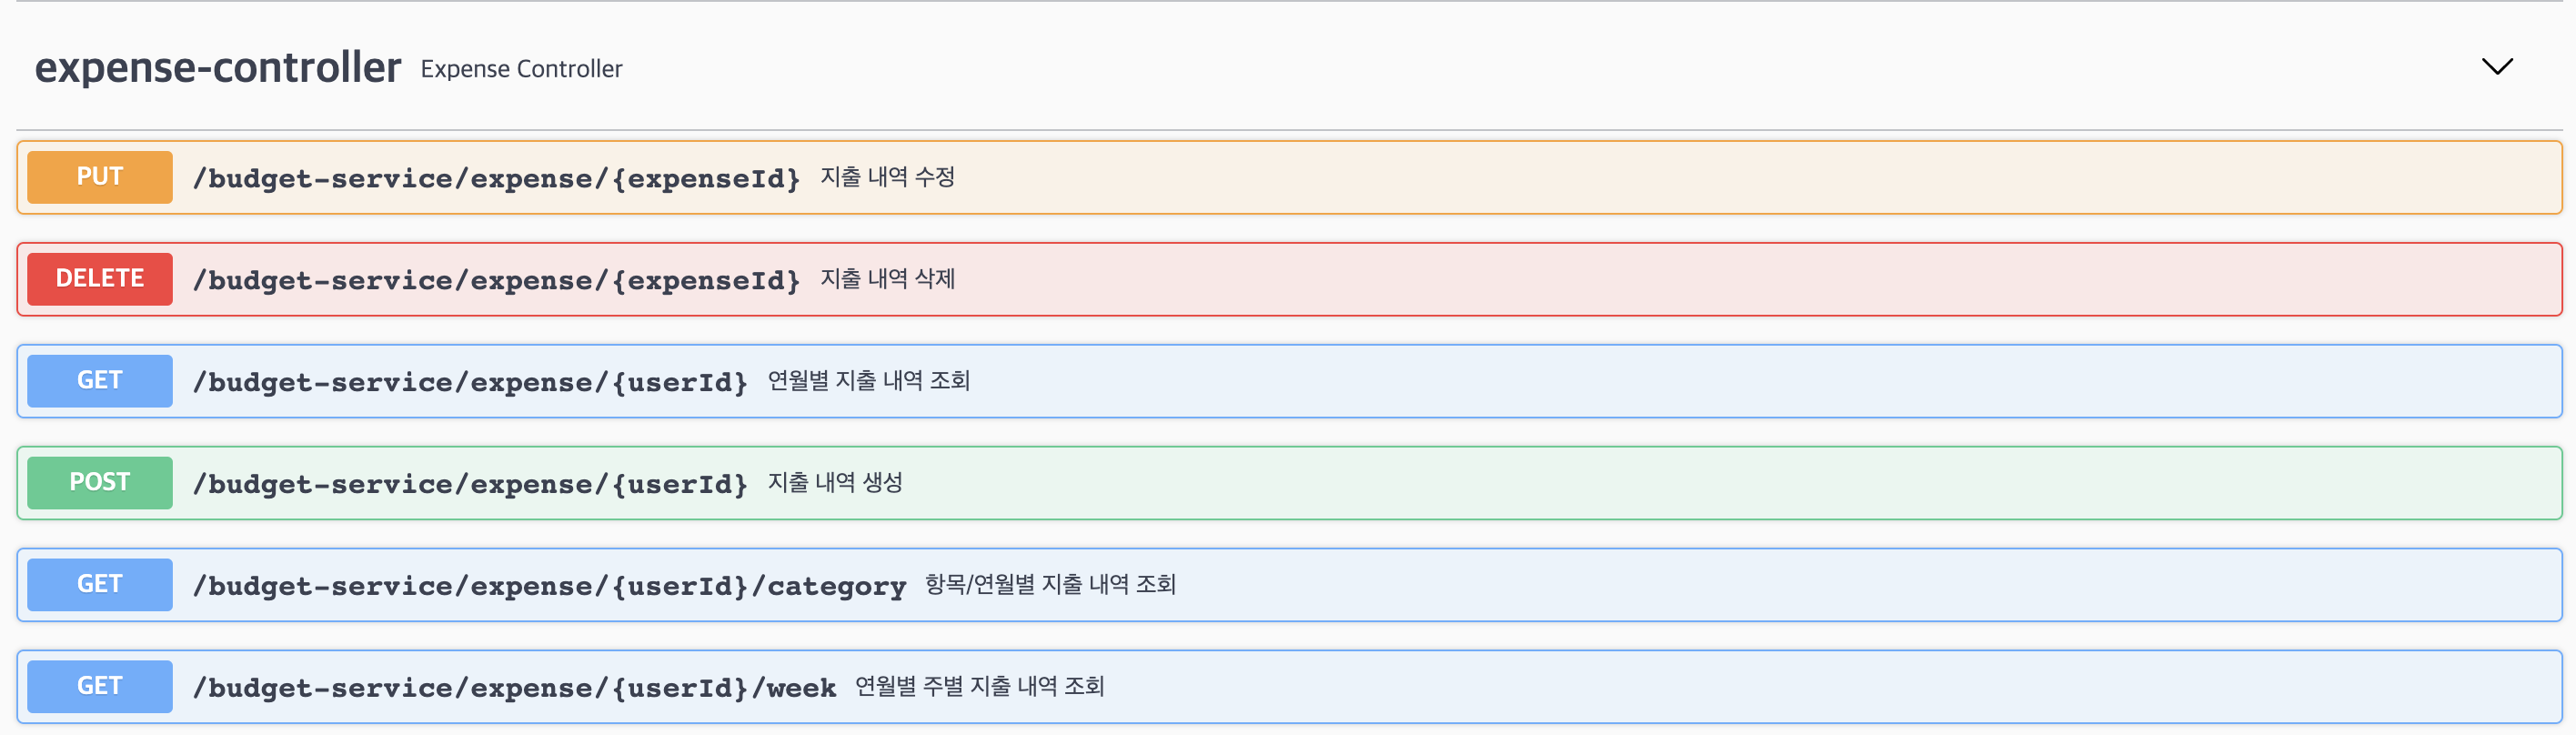 expense-controller Expense Controller
PUT /budget-service/expense/{expenseId} 지출 내역 수정
DELETE /budget-service/expense/{expenseId} 지출 내역 삭제
GET /budget-service/expense/{userId} 연월별 지출 내역 조회
POST /budget-service/expense/{userId} 지출 내역 생성
GET /budget-service/expense/{userId}/category 항목/연월별 지출 내역 조회
GET /budget-service/expense/{userId}/week 연월별 주별 지출 내역 조회